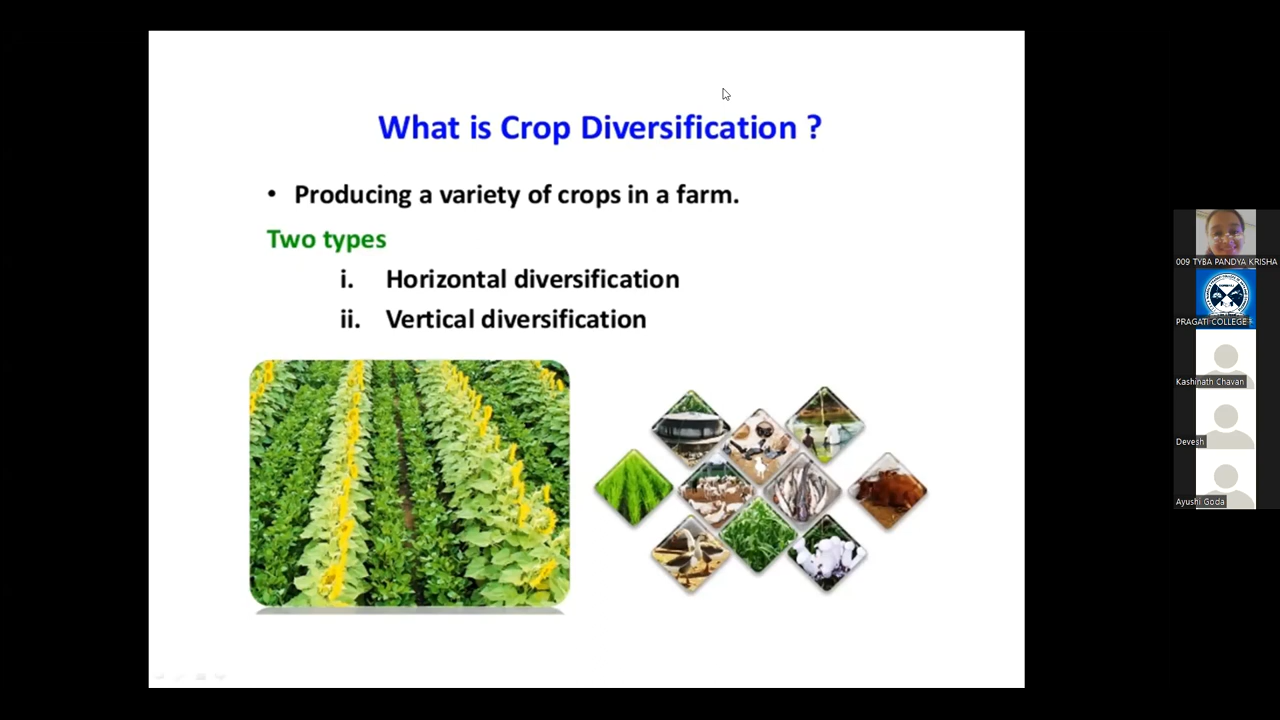 What is Crop Diversification ?
• Producing a variety of crops in a farm.
Two types
i. Horizontal diversification
ii. Vertical diversification
009 TYBA PANDYA KRISHA
PRAGATI COLLEGE
Kashinath Chavan
Devesh
Ayushi Goda